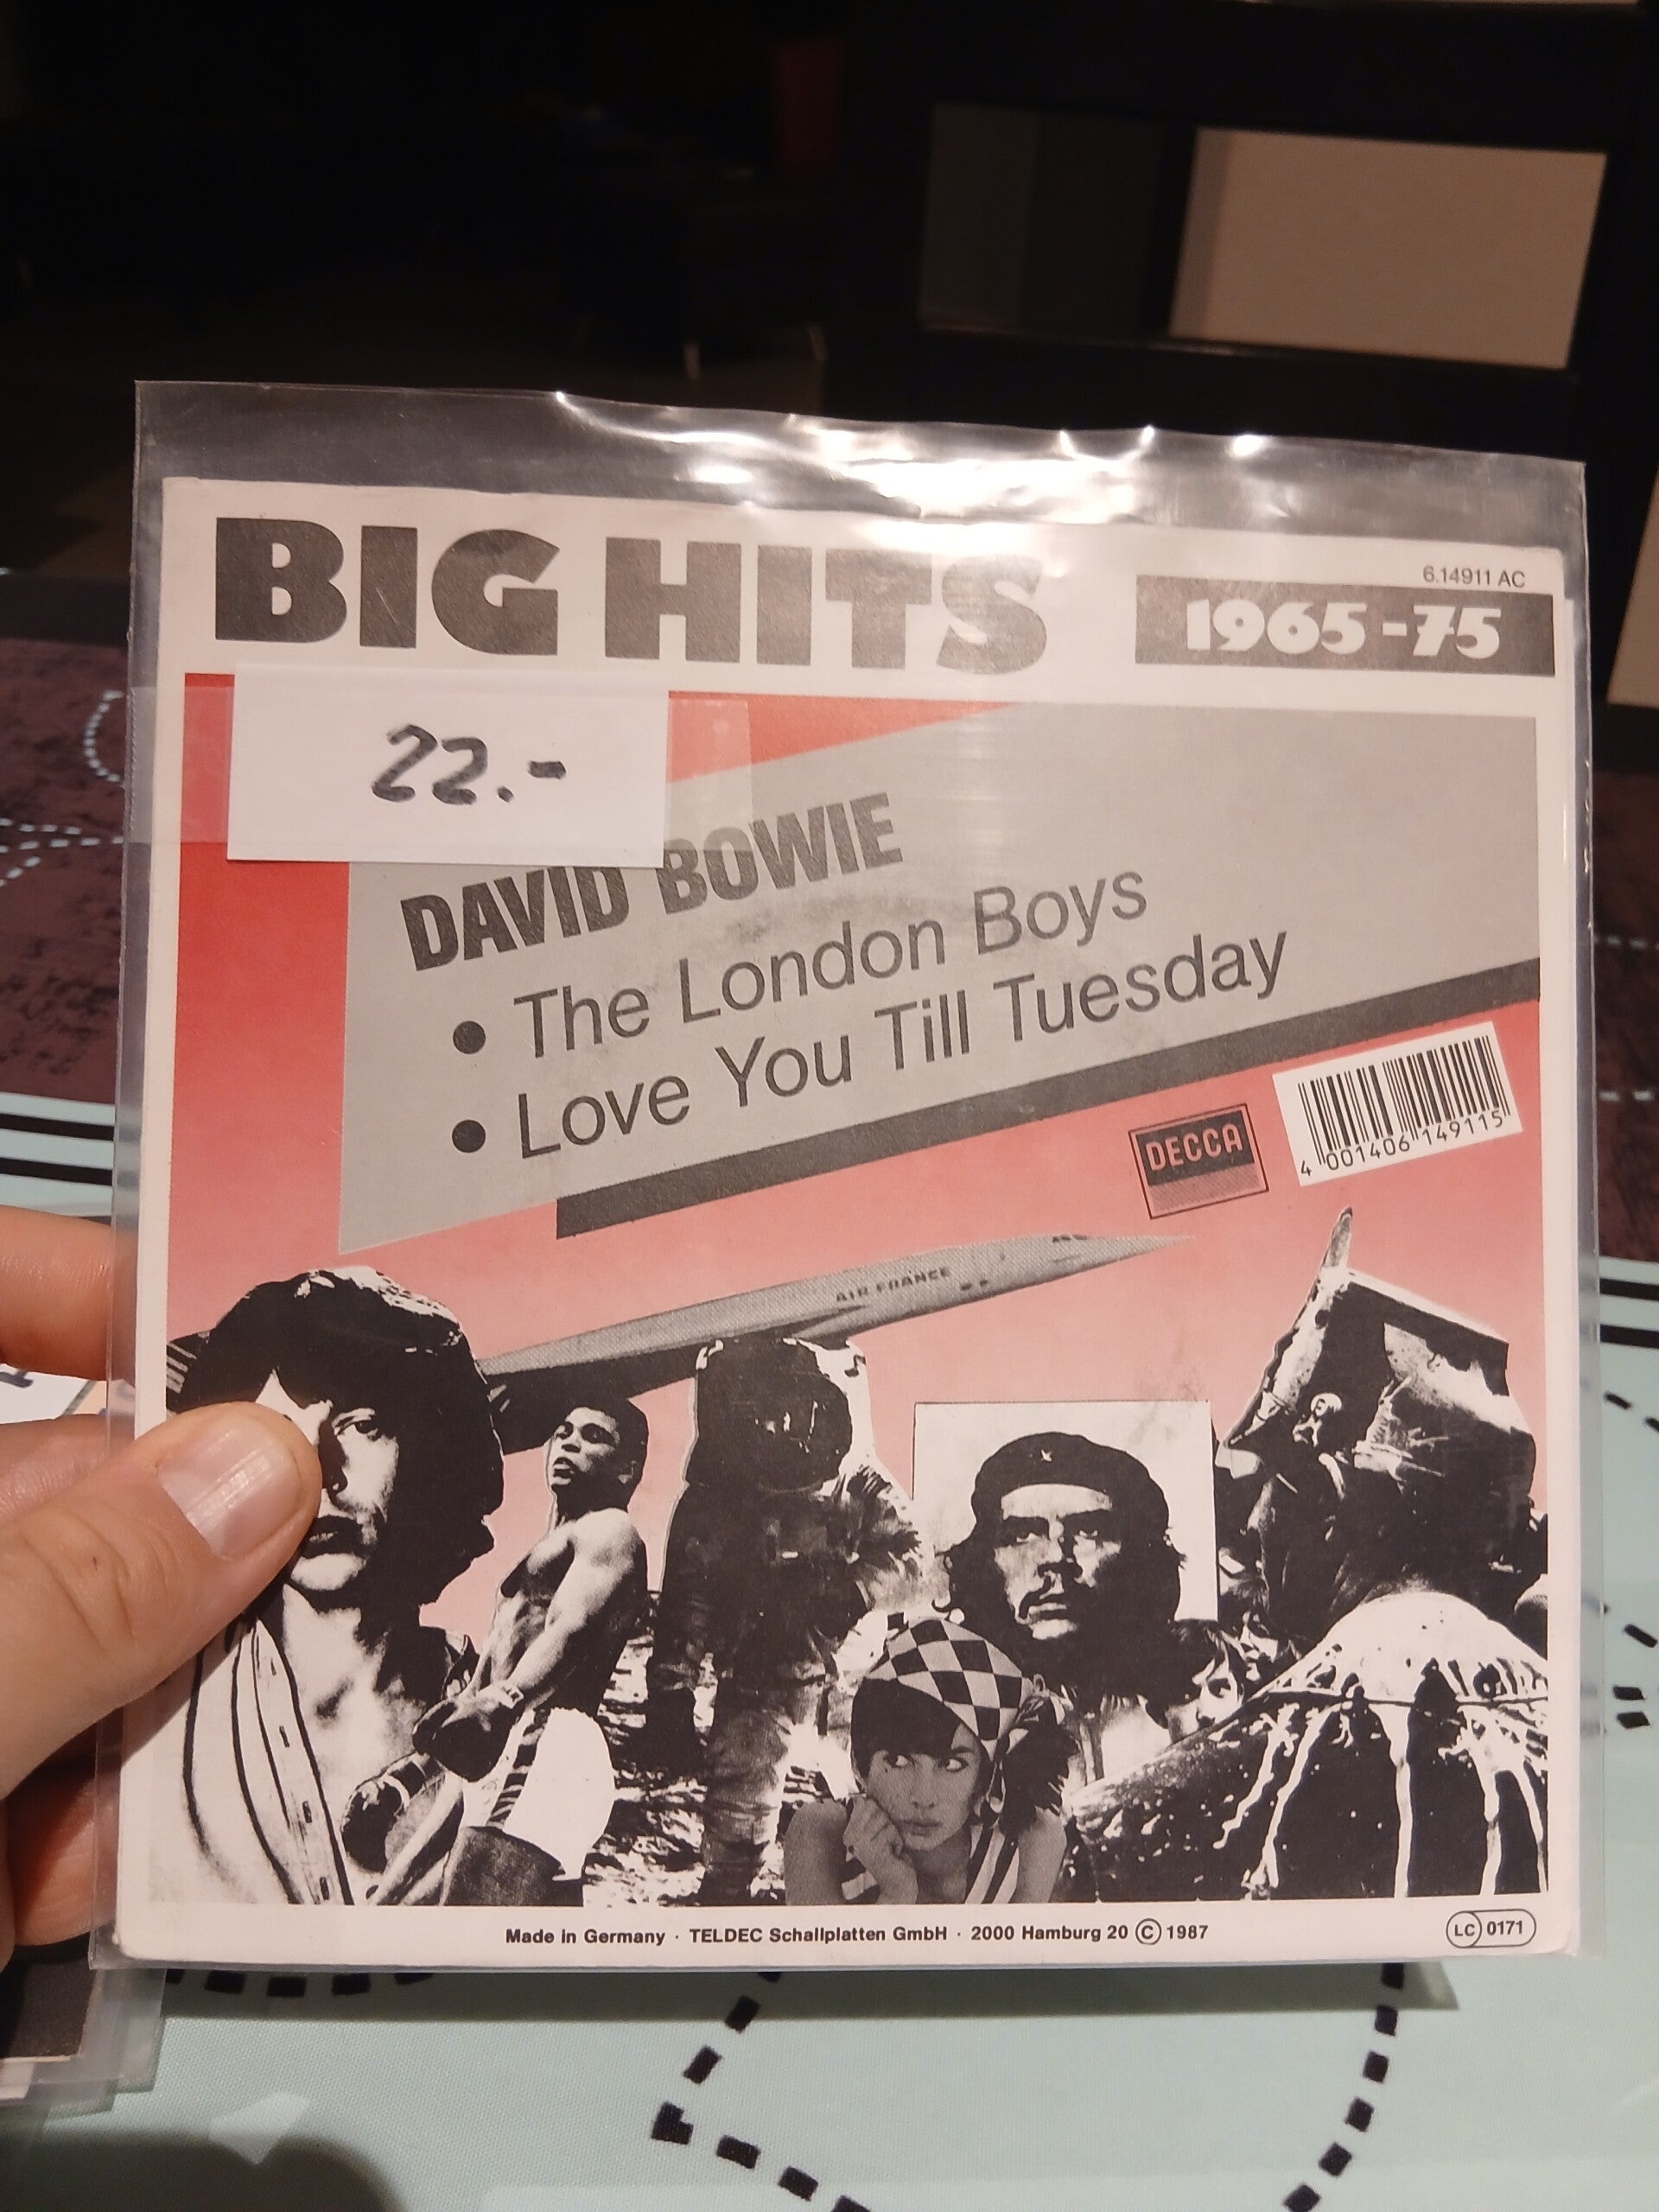 BIG HITS
6.14911 AC
1965-75
22.-
DAVID BOWIE
• The London Boys
• Love You Till Tuesday
DECCA
4 001406 149115
AIR FRANCE
Made in Germany · TELDEC Schallplatten GmbH · 2000 Hamburg 20 Ⓒ 1987
LC 0171